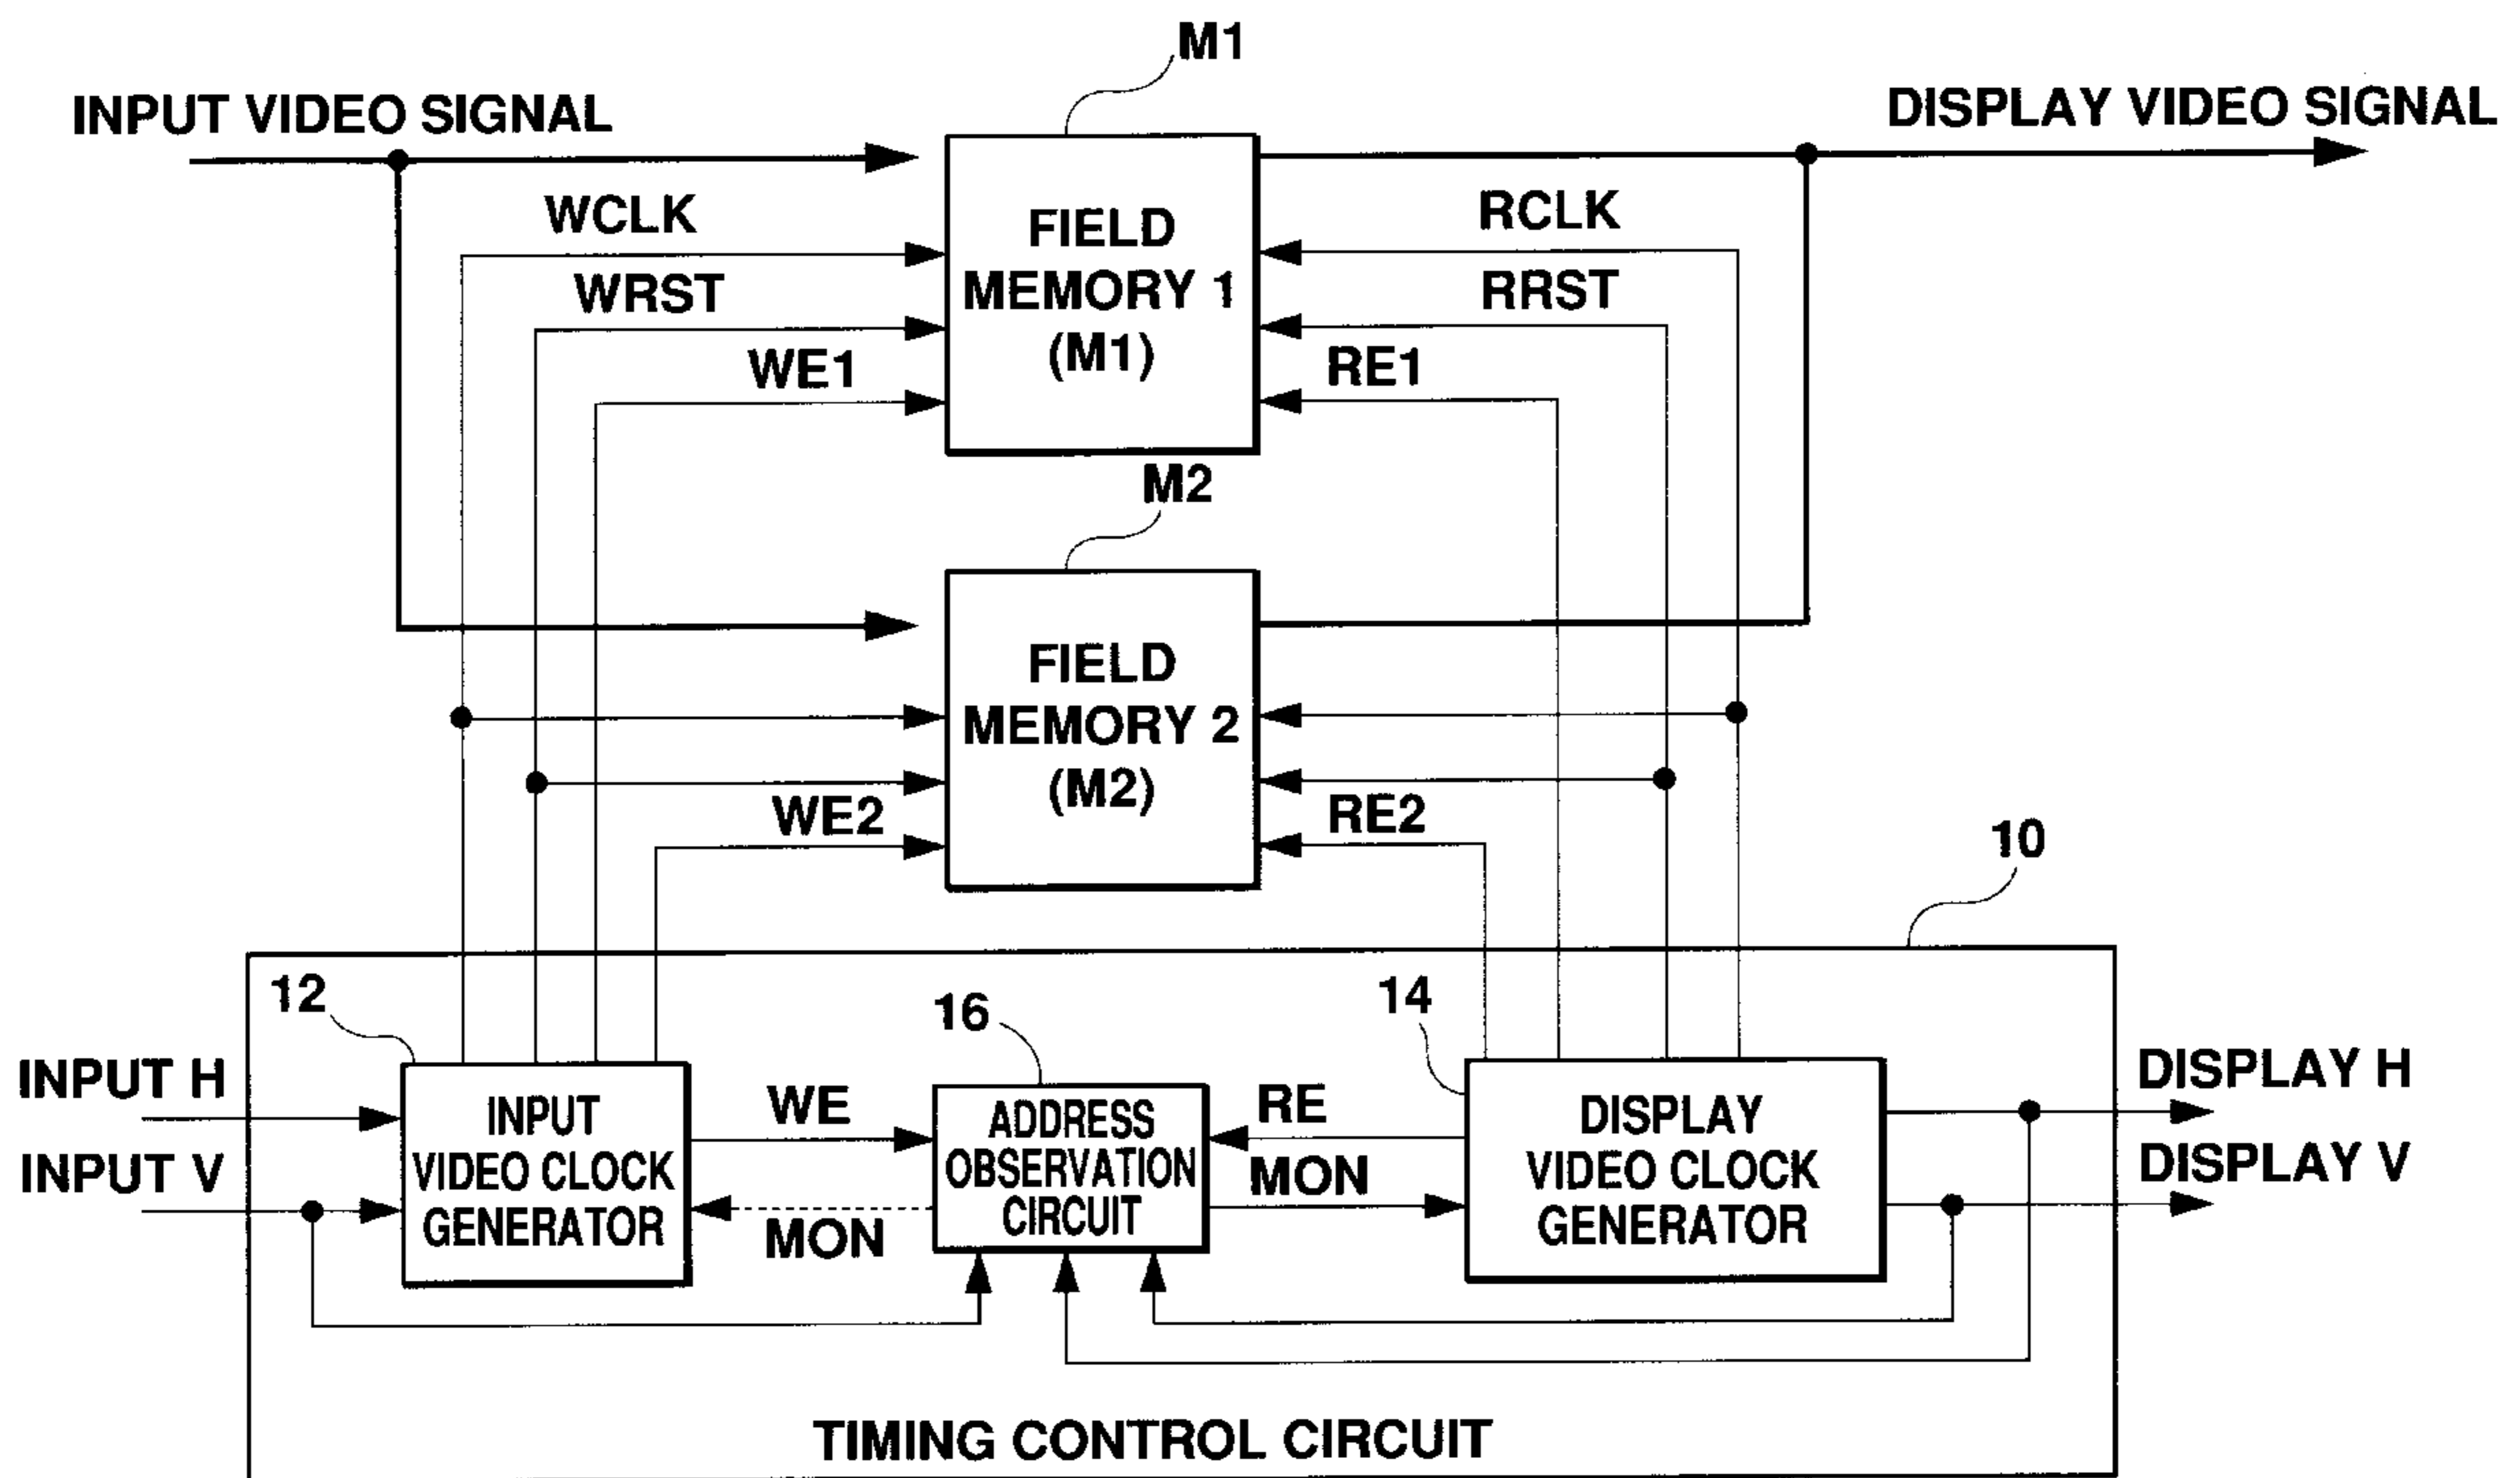 M1
INPUT VIDEO SIGNAL
DISPLAY VIDEO SIGNAL
WCLK
RCLK
FIELD
MEMORY 1
(M1)
WRST
RRST
WE1
RE1
M2
FIELD
MEMORY 2
(M2)
WE2
RE2
10
12
16
14
INPUT H
INPUT V
INPUT
VIDEO CLOCK
GENERATOR
WE
MON
ADDRESS
OBSERVATION
CIRCUIT
RE
MON
DISPLAY
VIDEO CLOCK
GENERATOR
DISPLAY H
DISPLAY V
TIMING CONTROL CIRCUIT